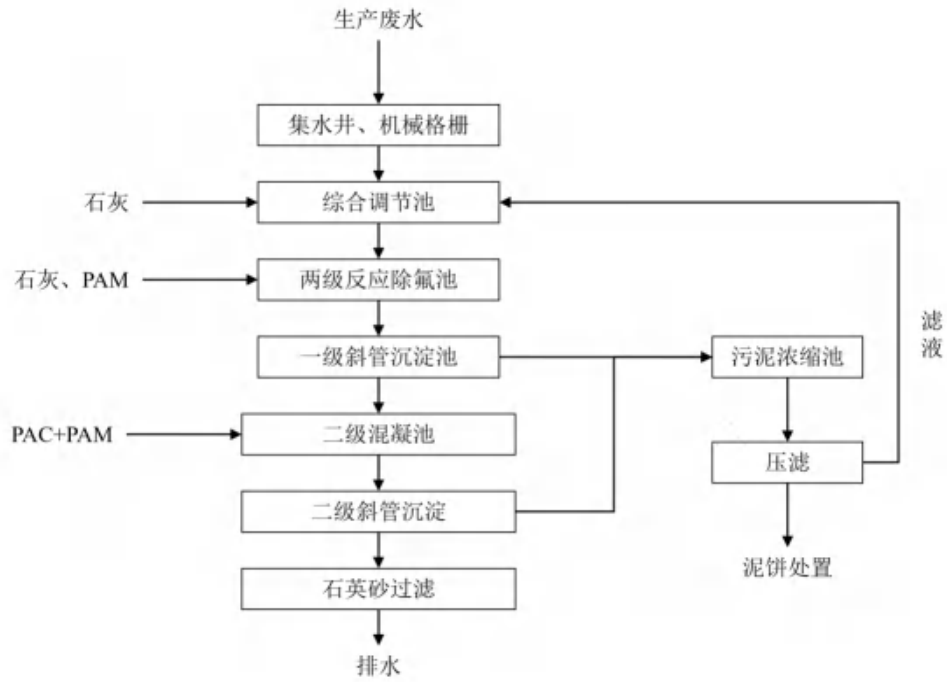 生产废水
集水井、机械格栅
石灰
综合调节池
石灰、PAM
两级反应除氟池
一级斜管沉淀池
污泥浓缩池
滤
液
PAC+PAM
二级混凝池
压滤
二级斜管沉淀
泥饼处置
石英砂过滤
排水